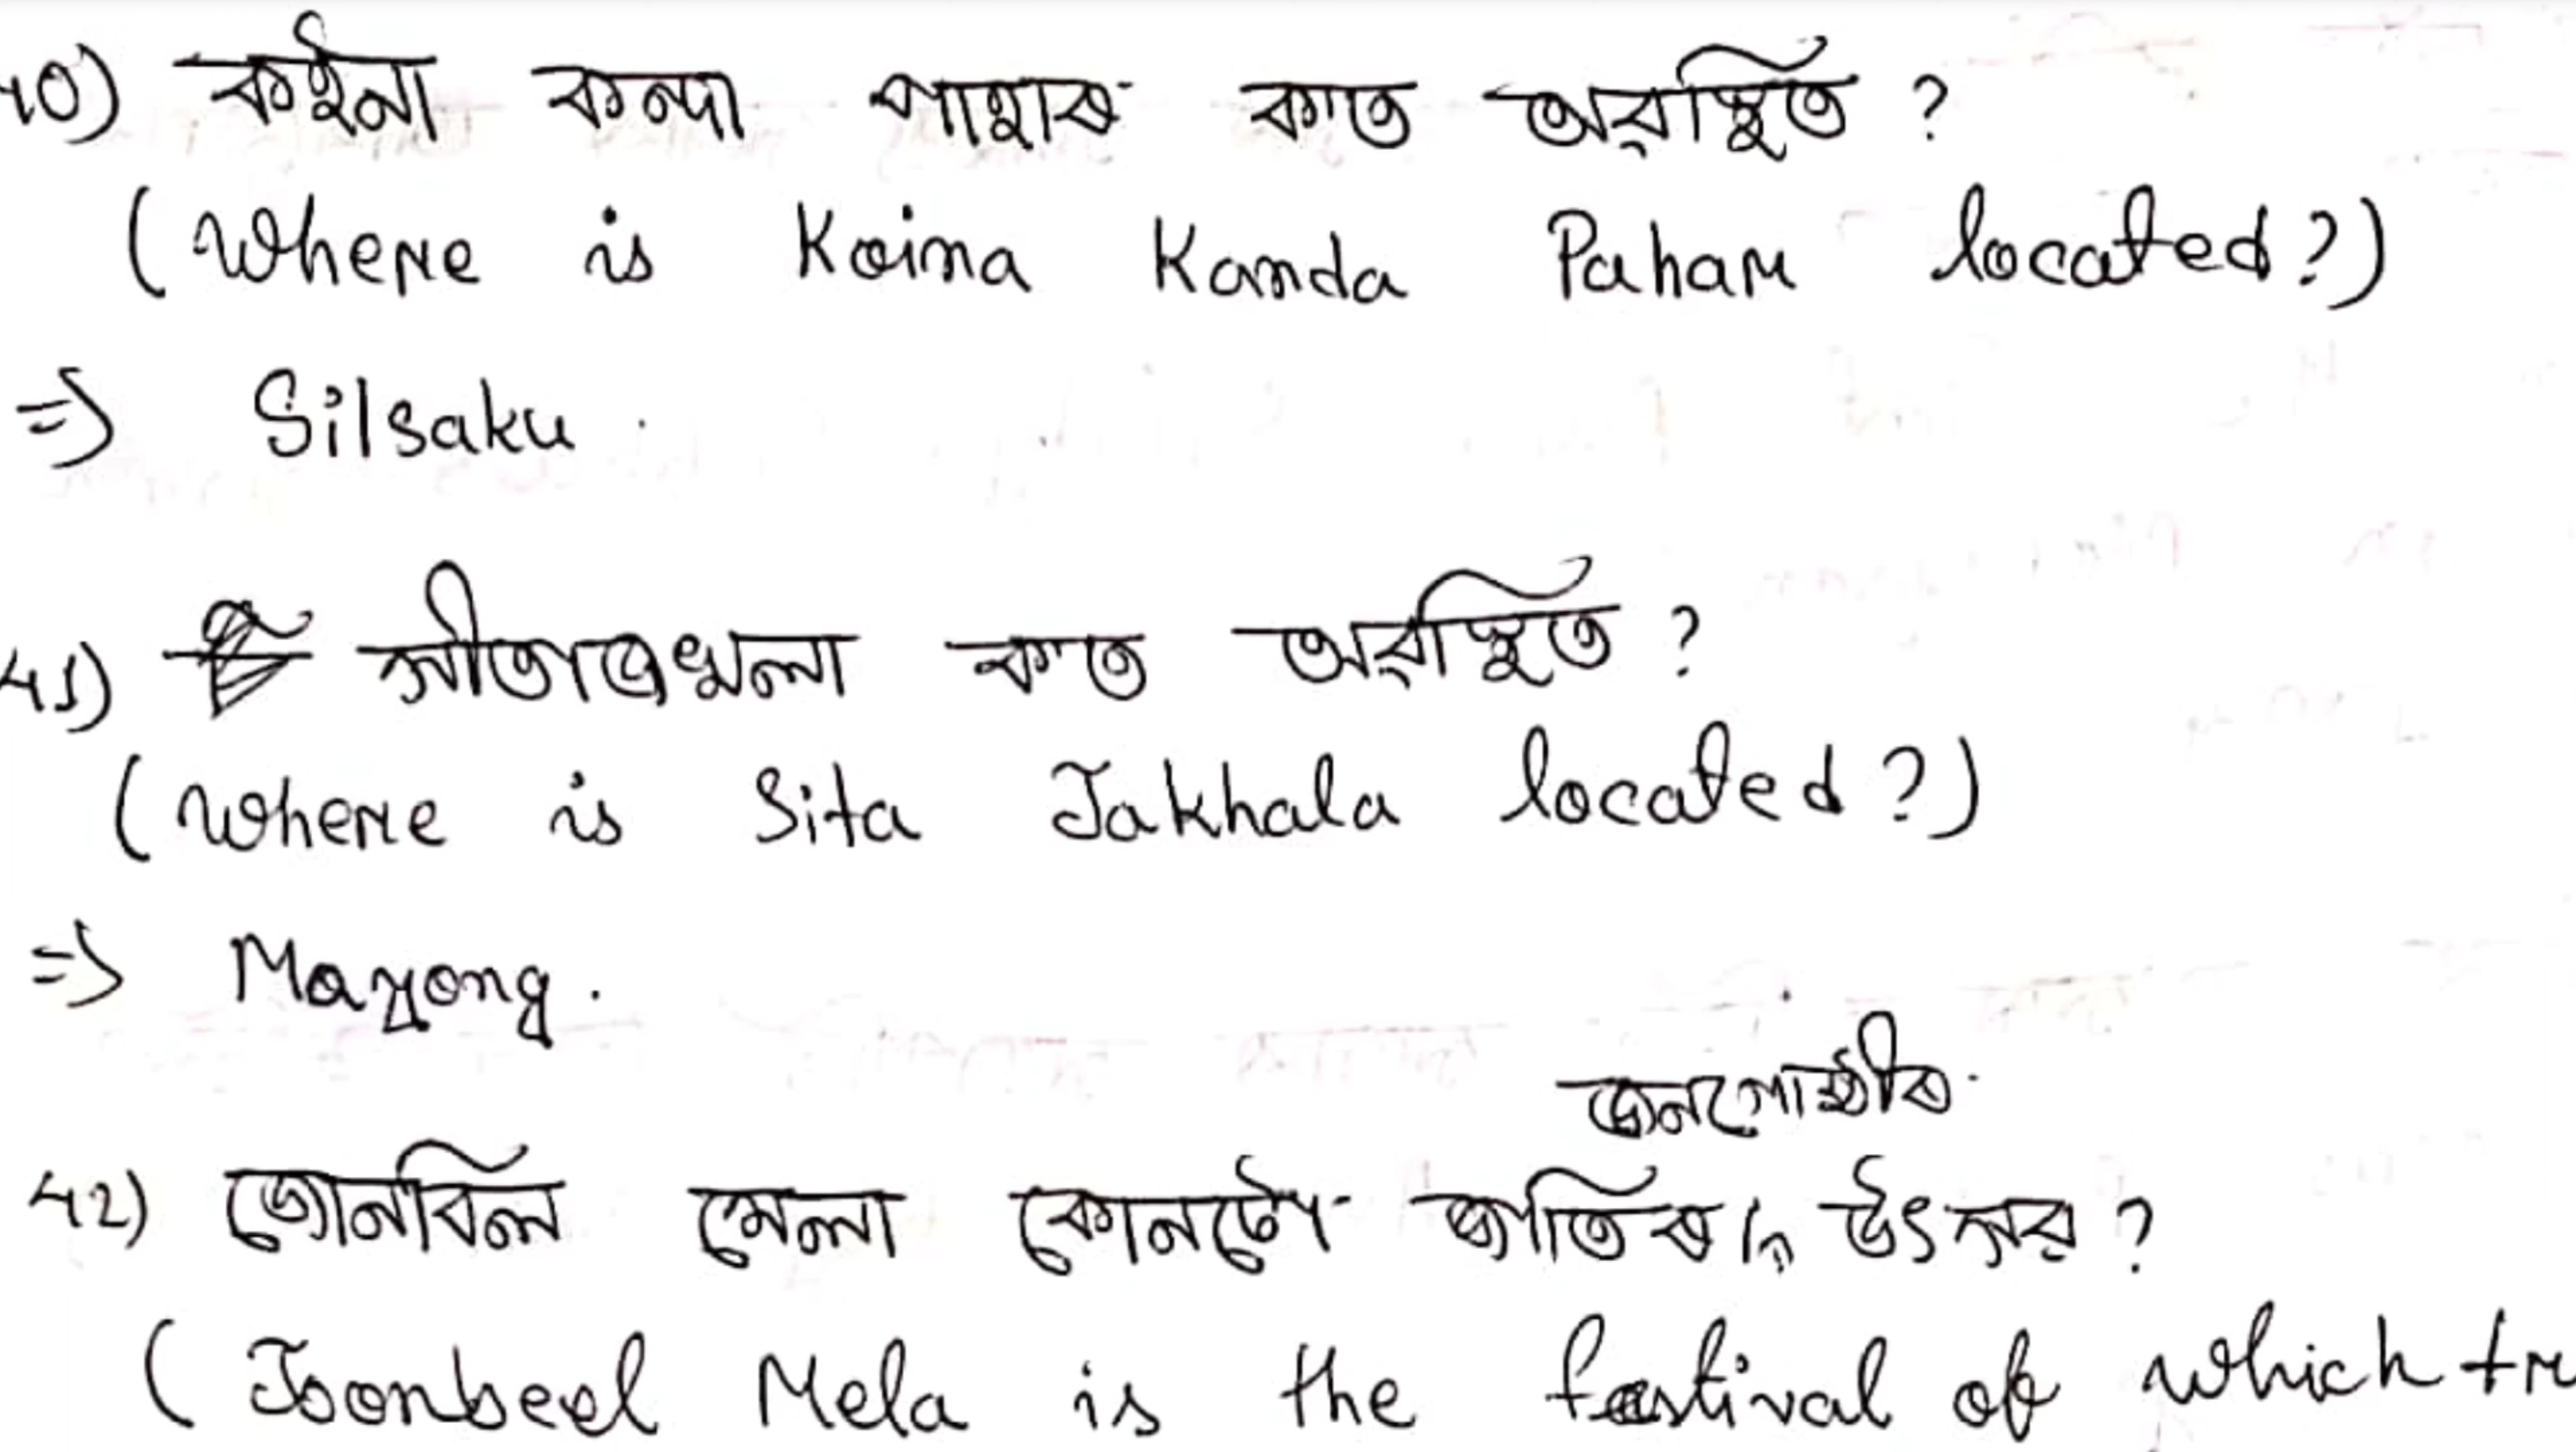 40) কইনা কন্দা পাহাৰ ক'ত অৱস্থিত ?
(Where is Koina Kanda Pahar located?)
=> Silsaku.
41) সীতাজখলা ক'ত অৱস্থিত ?
(Where is Sita Jakhala located?)
=> Mayong.
জনগোষ্ঠীৰ
42) জোনবিল মেলা কোনটো জাতিৰ উৎসৱ ?
(Joonbeel Mela is the festival of which tr